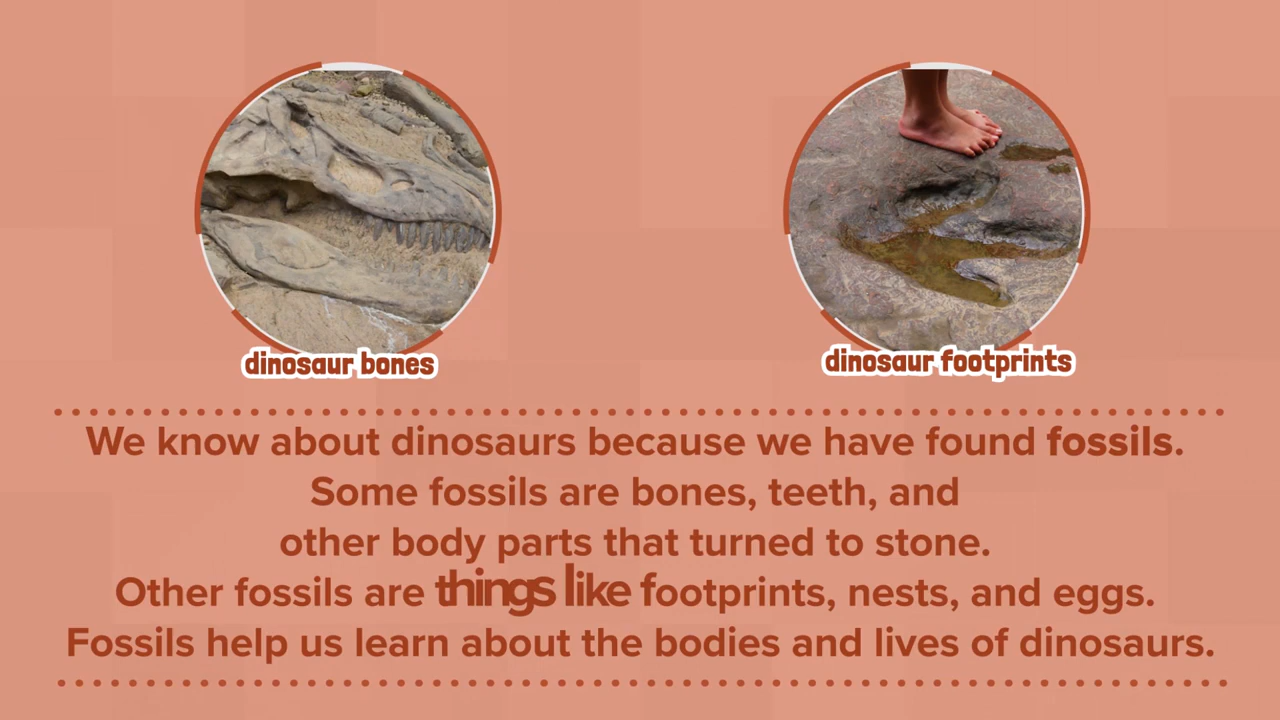 dinosaur bones
dinosaur footprints
We know about dinosaurs because we have found fossils.
Some fossils are bones, teeth, and
other body parts that turned to stone.
Other fossils are things like footprints, nests, and eggs.
Fossils help us learn about the bodies and lives of dinosaurs.